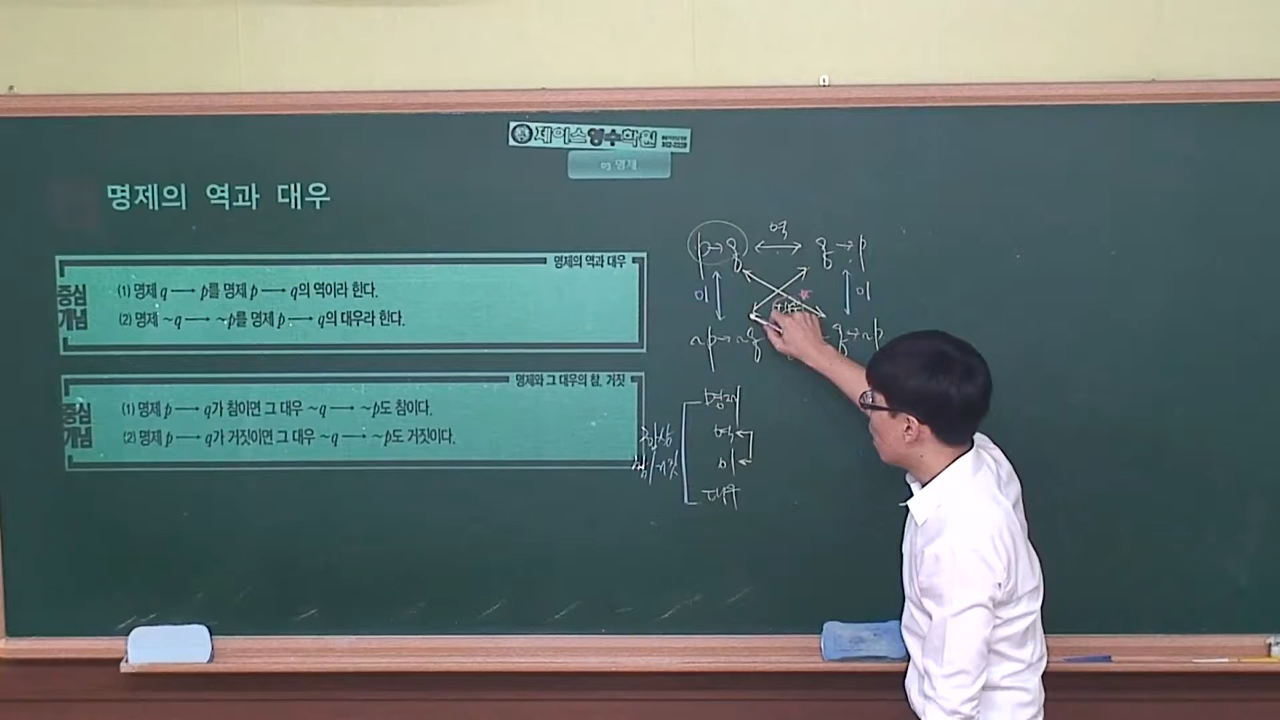 제이스영수학원
03 명제
명제의 역과 대우
명제의 역과 대우
중심
개념
(1) 명제 q → p를 명제 p → q의 역이라 한다.
(2) 명제 ~q → ~p를 명제 p → q의 대우라 한다.
명제와 그 대우의 참, 거짓
중심
개념
(1) 명제 p → q가 참이면 그 대우 ~q → ~p도 참이다.
(2) 명제 p → q가 거짓이면 그 대우 ~q → ~p도 거짓이다.
p→q 역 q→p
이 이
~p→~q q→~p
명제
역
이
대우
항상
참/거짓